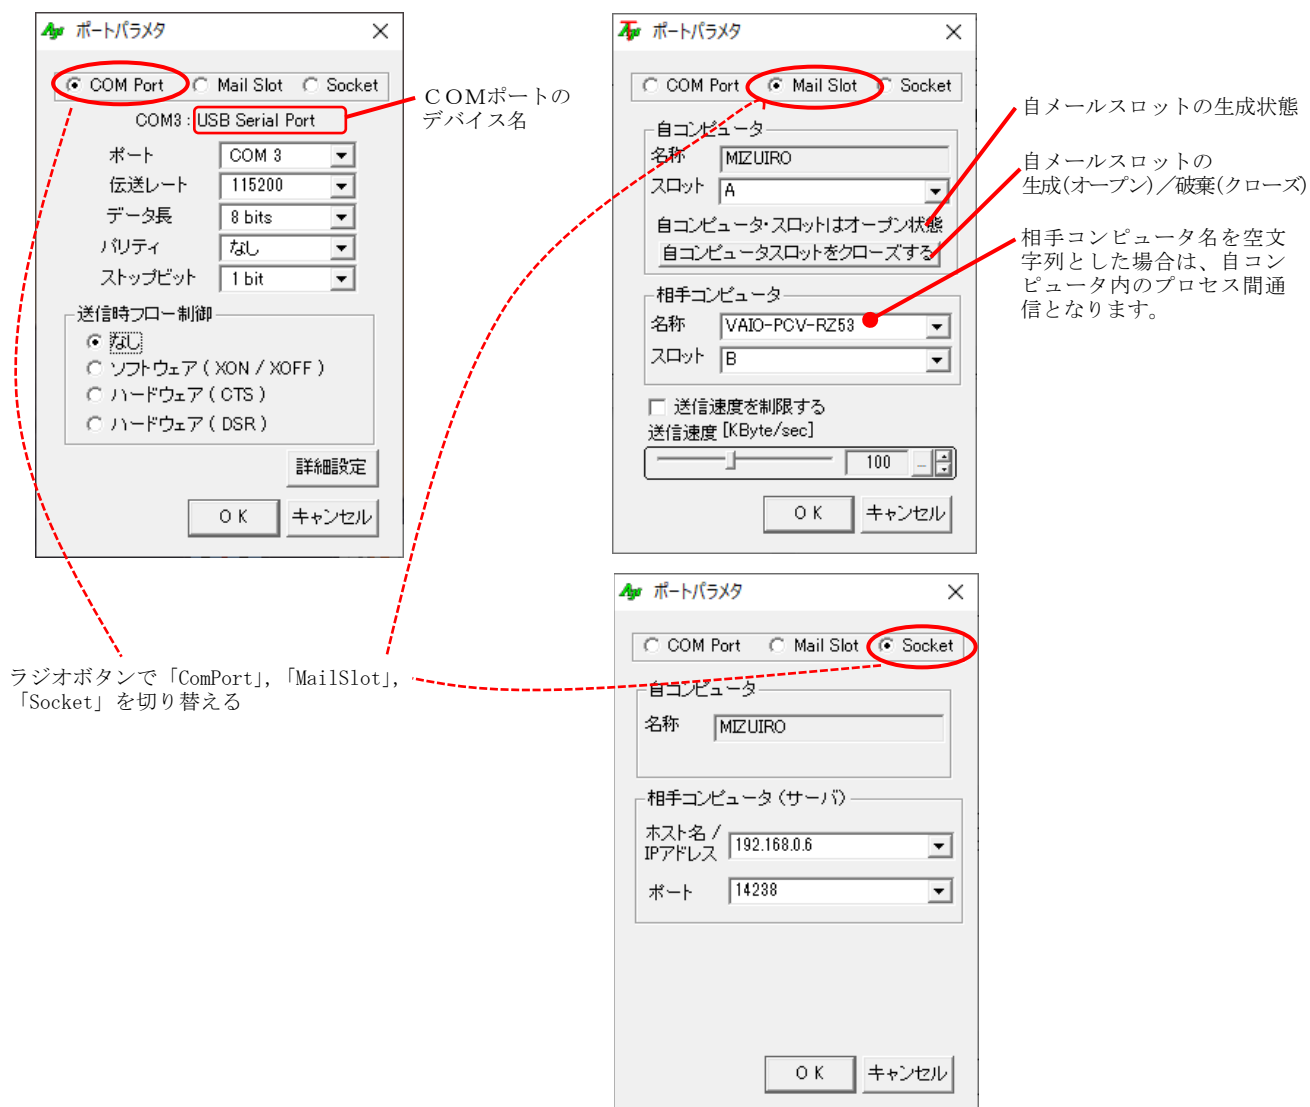 ポートパラメタ
COM Port Mail Slot Socket
COM3 : USB Serial Port
ポート COM 3
伝送レート 115200
データ長 8 bits
パリティ なし
ストップビット 1 bit
送信時フロー制御
なし
ソフトウェア ( XON / XOFF )
ハードウェア ( CTS )
ハードウェア ( DSR )
詳細設定
O K キャンセル
COMポートの
デバイス名
ポートパラメタ
COM Port Mail Slot Socket
自コンピュータ
名称 MIZUIRO
スロット A
自コンピュータ・スロットはオープン状態
自コンピュータスロットをクローズする
相手コンピュータ
名称 VAIO-PCV-RZ53
スロット B
送信速度を制限する
送信速度 [KByte/sec]
100
O K キャンセル
自メールスロットの生成状態
自メールスロットの
生成(オープン)／破棄(クローズ)
相手コンピュータ名を空文
字列とした場合は、自コン
ピュータ内のプロセス間通
信となります。
ラジオボタンで「ComPort」,「MailSlot」,
「Socket」を切り替える
ポートパラメタ
COM Port Mail Slot Socket
自コンピュータ
名称 MIZUIRO
相手コンピュータ（サーバ）
ホスト名 /
IPアドレス 192.168.0.6
ポート 14238
O K キャンセル